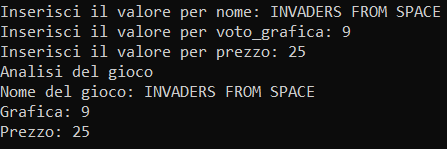 Inserisci il valore per nome: INVADERS FROM SPACE
Inserisci il valore per voto_grafica: 9
Inserisci il valore per prezzo: 25
Analisi del gioco
Nome del gioco: INVADERS FROM SPACE
Grafica: 9
Prezzo: 25